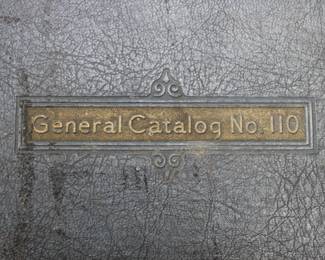 General Catalog No. 110